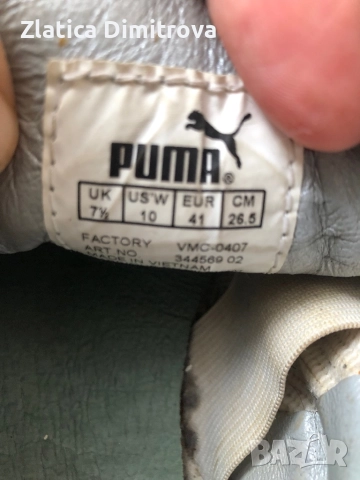 Zlatica Dimitrova
PUMA®
UK US'W EUR CM
7½ 10 41 26.5
FACTORY VMC-0407
ART NO 344569 02
MADE IN VIETNAM
BAZAR